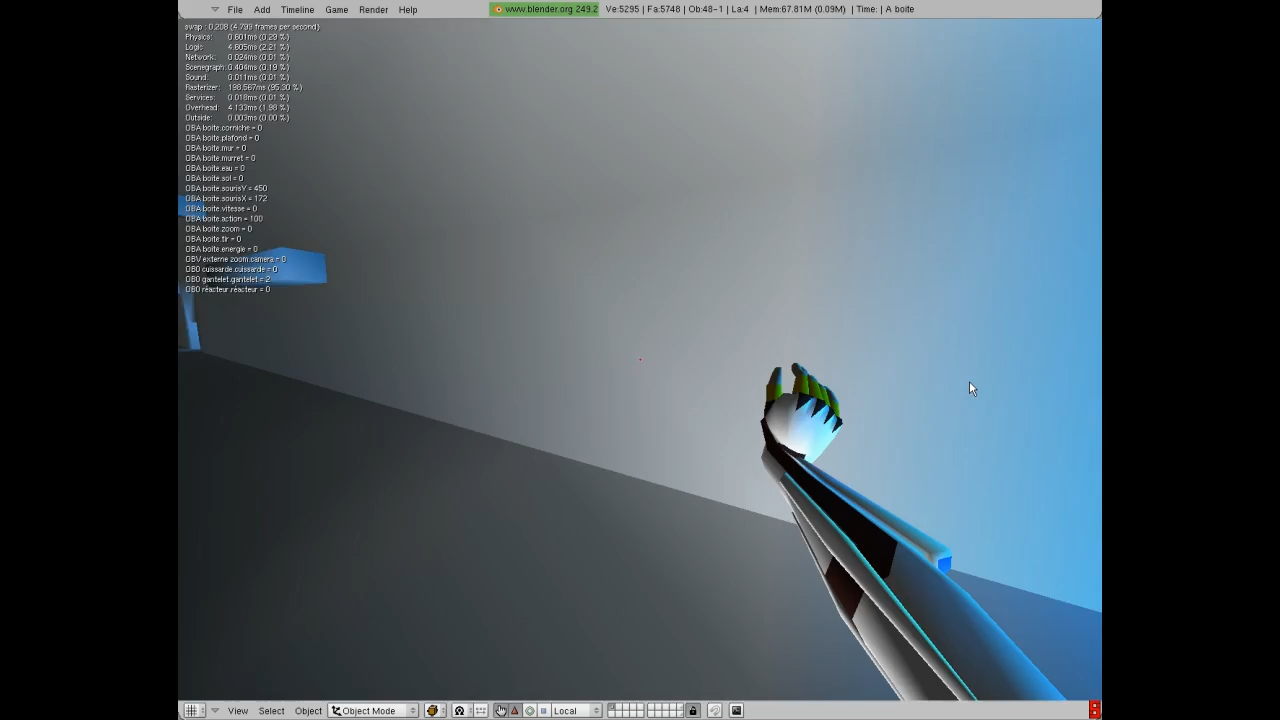 File Add Timeline Game Render Help www.blender.org 249.2 Ve:5295 | Fa:5748 | Ob:48-1 | La:4 | Mem:67.81M (0.09M) | Time: | A boite
swap : 0.208 (4.799 frames per second)
Physics: 0.601ms (0.29 %)
Logic 4.605ms (2.21 %)
Network: 0.024ms (0.01 %)
Scenegraph: 0.404ms (0.19 %)
Sound: 0.011ms (0.01 %)
Rasterizer: 198.567ms (95.30 %)
Services: 0.018ms (0.01 %)
Overhead: 4.133ms (1.98 %)
Outside: 0.003ms (0.00 %)
OBA boite.corniche = 0
OBA boite.plafond = 0
OBA boite.mur = 0
OBA boite.murret = 0
OBA boite.eau = 0
OBA boite.sol = 0
OBA boite.sourisY = 450
OBA boite.sourisX = 172
OBA boite.vitesse = 0
OBA boite.action = 100
OBA boite.zoom = 0
OBA boite.tir = 0
OBA boite.energie = 0
OBV externe zoom.camera = 0
OB0 cuissarde.cuissarde = 0
OB0 gantelet.gantelet = 2
OB0 réacteur.réacteur = 0
View Select Object Object Mode Local